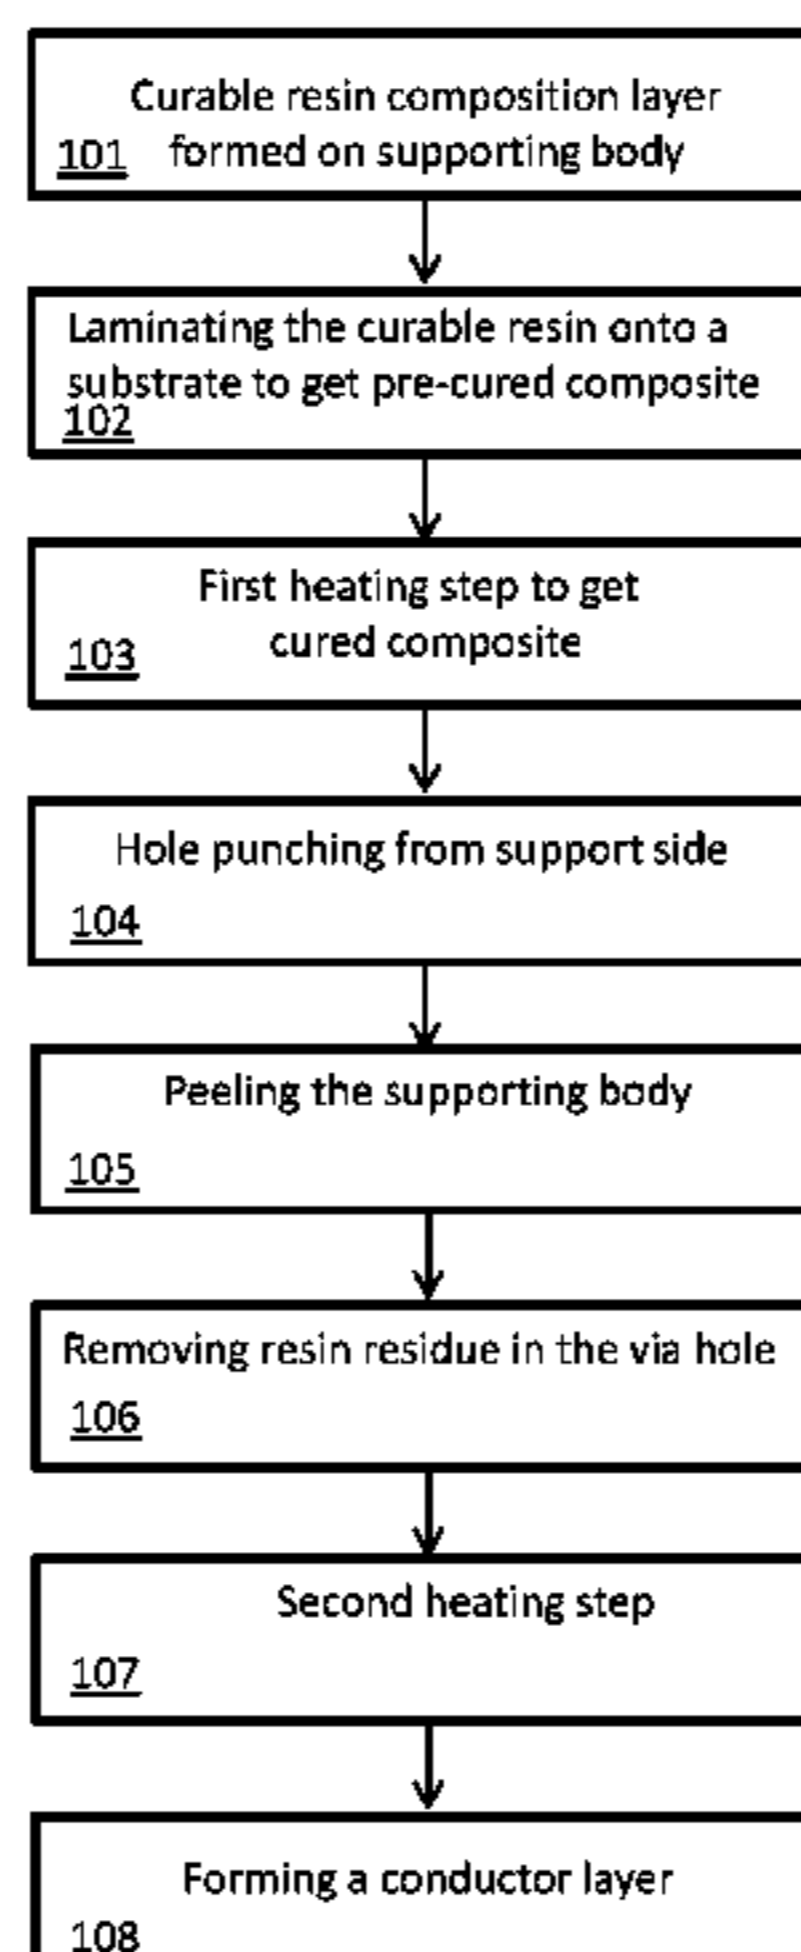 Curable resin composition layer
101 formed on supporting body
Laminating the curable resin onto a
substrate to get pre-cured composite
102
First heating step to get
cured composite
103
Hole punching from support side
104
Peeling the supporting body
105
Removing resin residue in the via hole
106
Second heating step
107
Forming a conductor layer
108